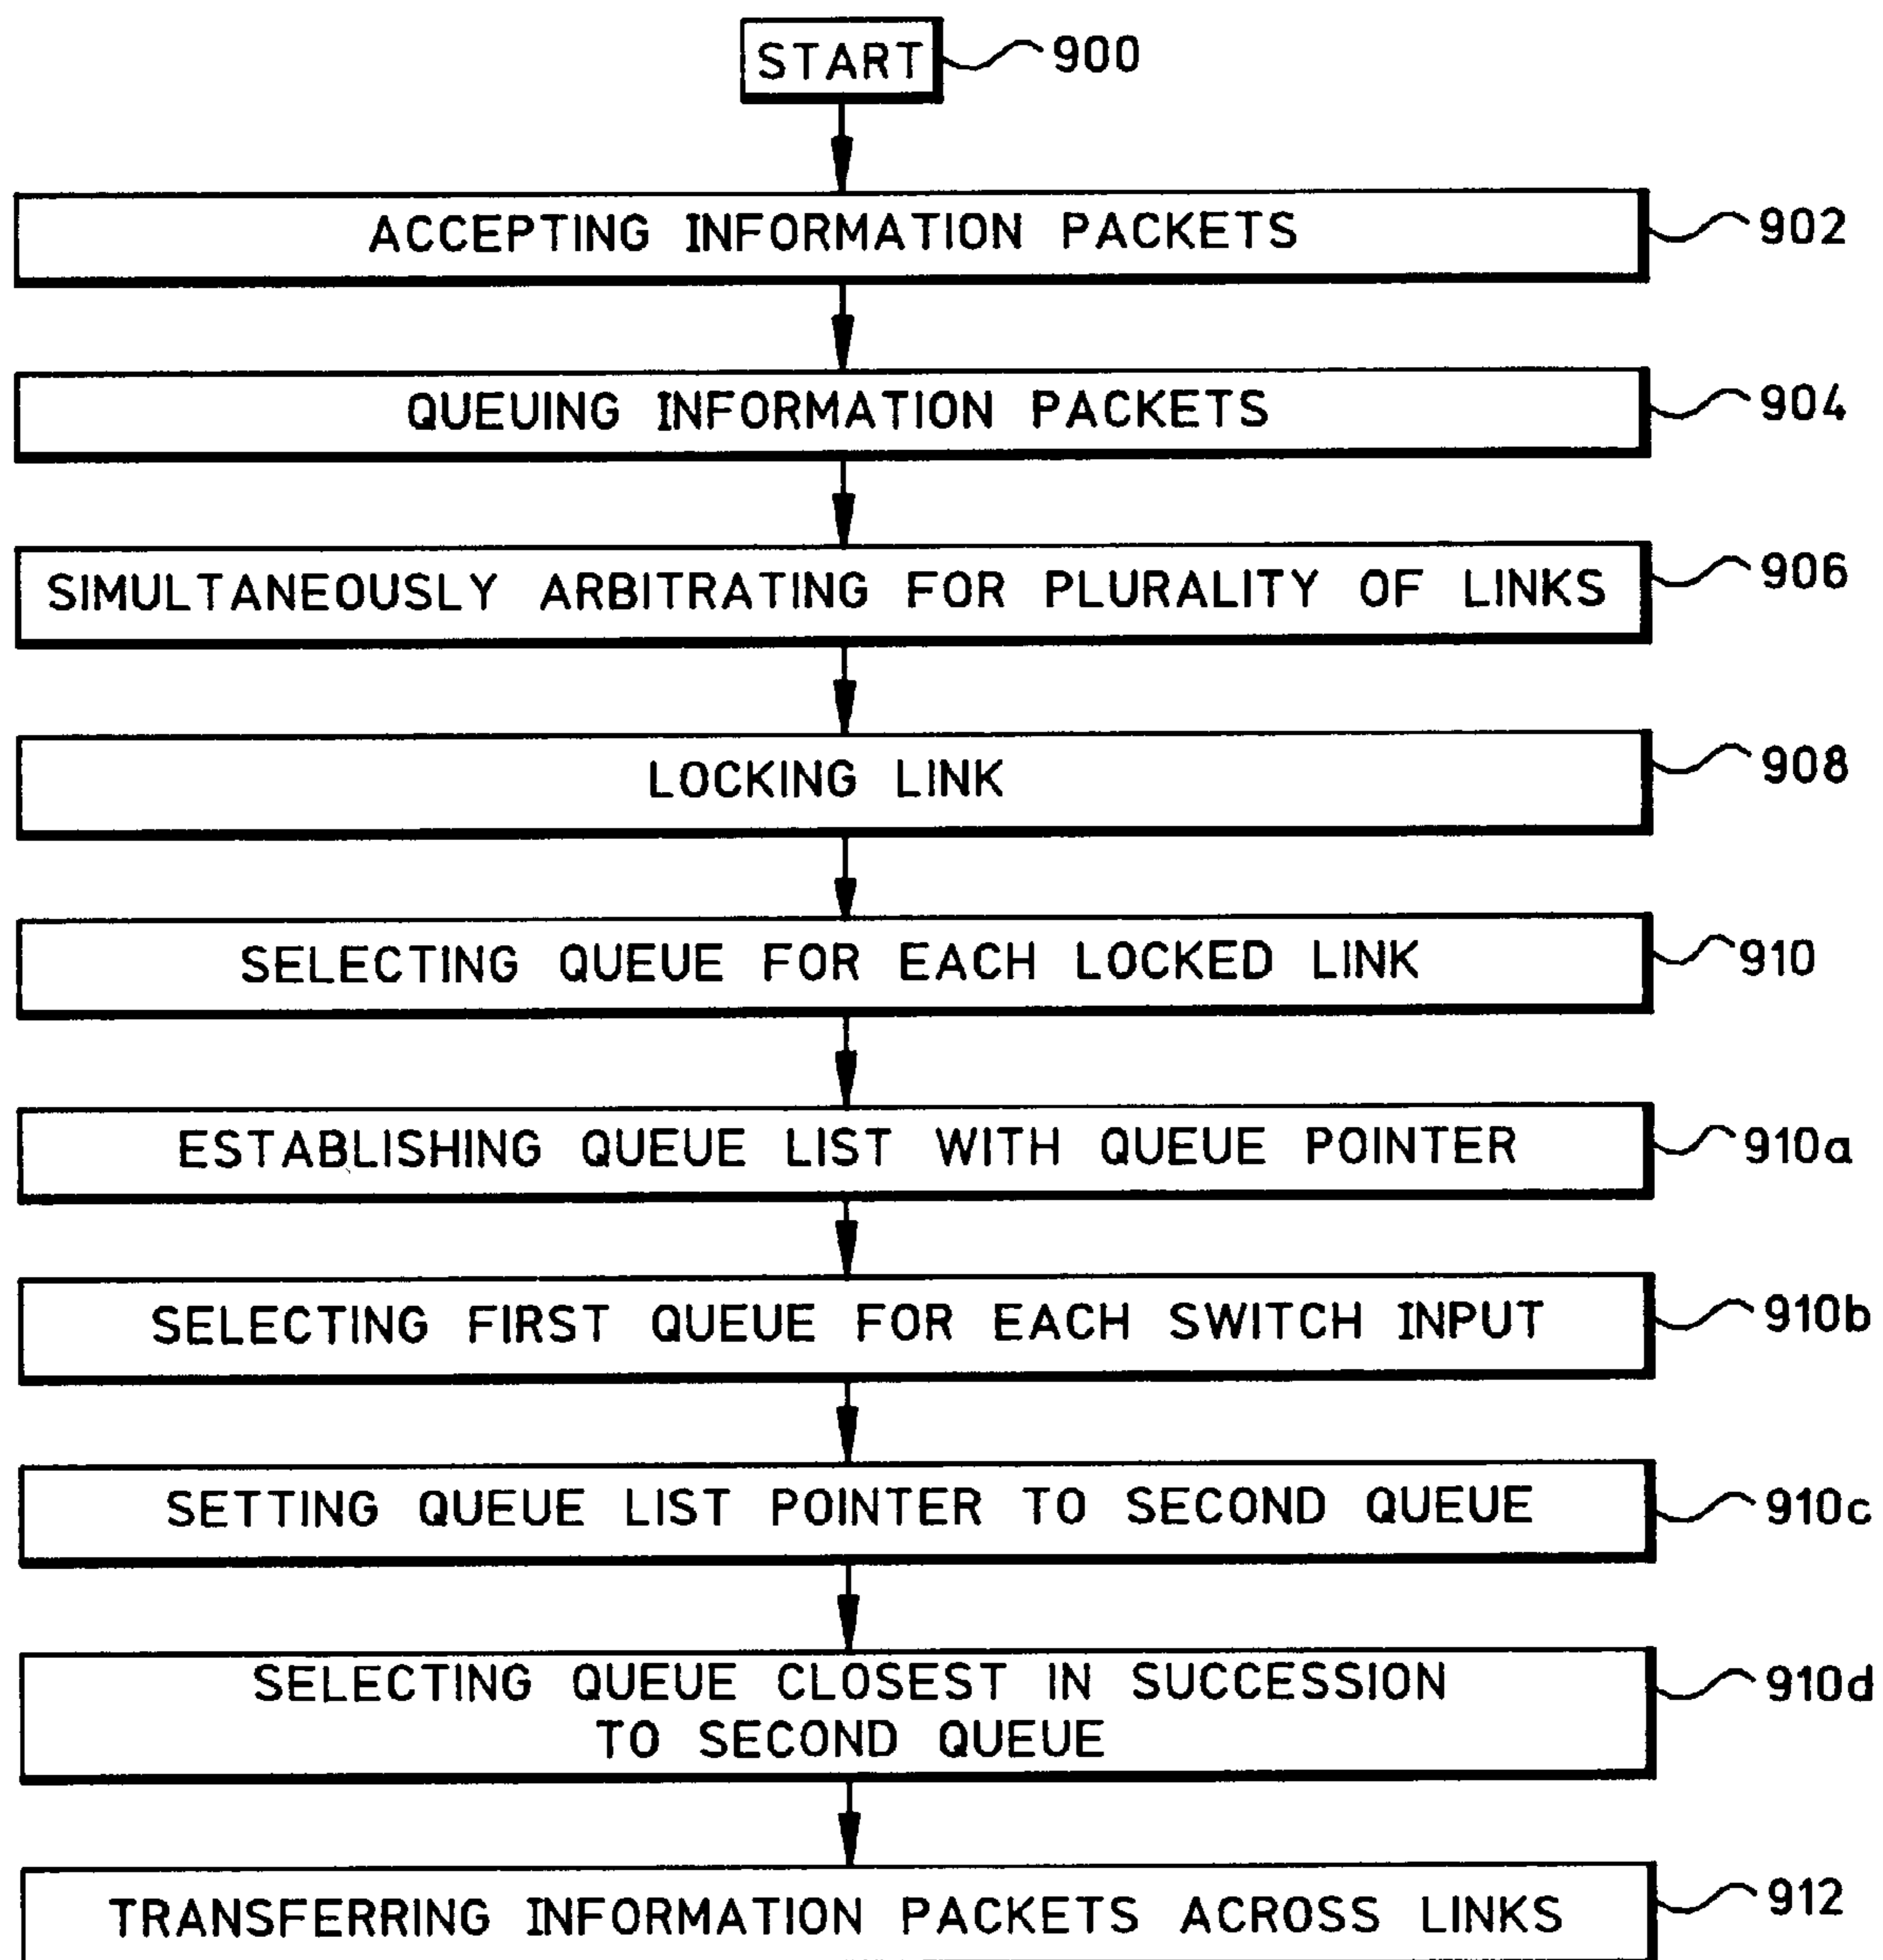 START 900
ACCEPTING INFORMATION PACKETS 902
QUEUING INFORMATION PACKETS 904
SIMULTANEOUSLY ARBITRATING FOR PLURALITY OF LINKS 906
LOCKING LINK 908
SELECTING QUEUE FOR EACH LOCKED LINK 910
ESTABLISHING QUEUE LIST WITH QUEUE POINTER 910a
SELECTING FIRST QUEUE FOR EACH SWITCH INPUT 910b
SETTING QUEUE LIST POINTER TO SECOND QUEUE 910c
SELECTING QUEUE CLOSEST IN SUCCESSION 910d
TO SECOND QUEUE
TRANSFERRING INFORMATION PACKETS ACROSS LINKS 912